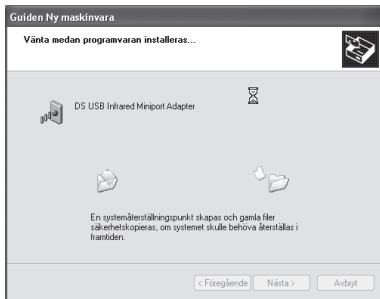 Guiden Ny maskinvara
Vänta medan programvaran installeras...
DS USB Infrared Miniport Adapter
En systemåterställningspunkt skapas och gamla filer
säkerhetskopieras, om systemet skulle behöva återställas i
framtiden.
< Föregående Nästa > Avbryt